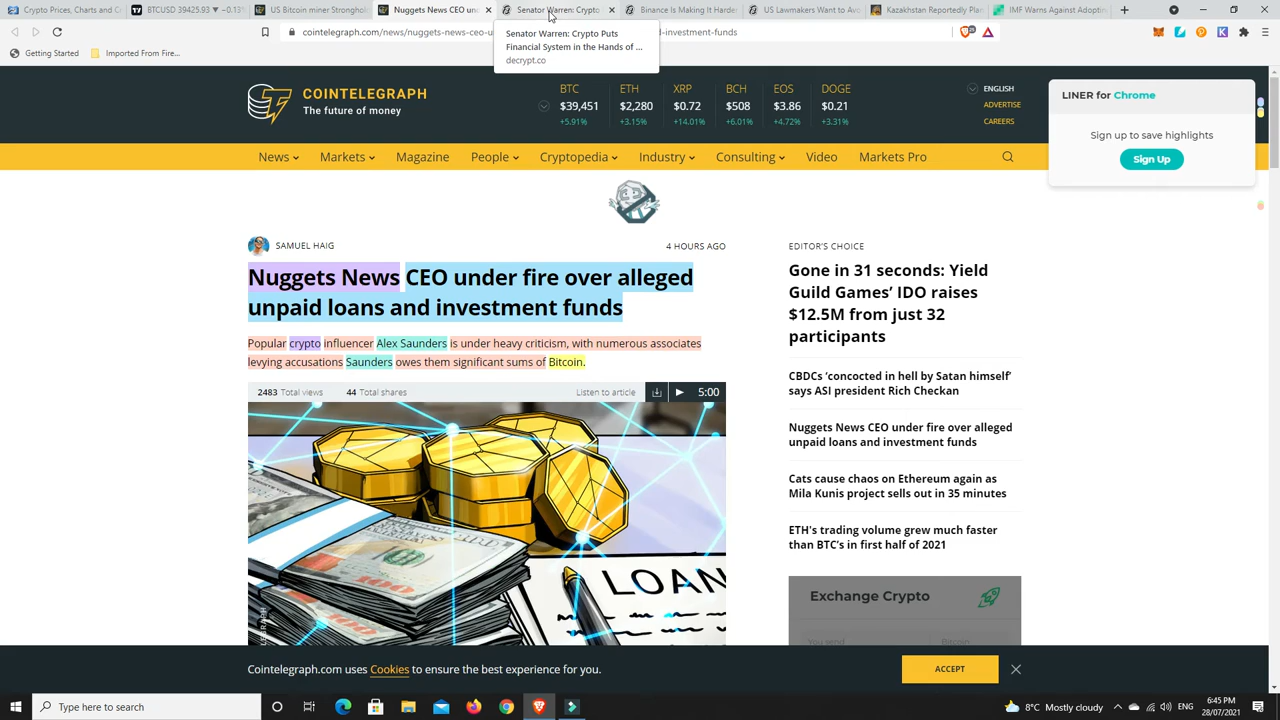 Crypto Prices, Charts and C
BTCUSD 39425.93 ▼ −0.13%
US Bitcoin miner Stronghol
Nuggets News CEO und
Senator Warren: Crypto
Binance Is Making It Harder
US Lawmakers Want to Avo
Kazakhstan Reportedly Plan
IMF Warns Against Adoptin
cointelegraph.com/news/nuggets-news-ceo-u
d-investment-funds
Senator Warren: Crypto Puts
Financial System in the Hands of ...
decrypt.co
Getting Started
Imported From Fire...
COINTELEGRAPH
The future of money
BTC ETH XRP BCH EOS DOGE
$39,451 $2,280 $0.72 $508 $3.86 $0.21
+5.91% +3.15% +14.01% +6.01% +4.72% +3.31%
ENGLISH
ADVERTISE
CAREERS
LINER for Chrome
Sign up to save highlights
Sign Up
News Markets Magazine People Cryptopedia Industry Consulting Video Markets Pro
SAMUEL HAIG
4 HOURS AGO
Nuggets News CEO under fire over alleged
unpaid loans and investment funds
Popular crypto influencer Alex Saunders is under heavy criticism, with numerous associates
levying accusations Saunders owes them significant sums of Bitcoin.
2483 Total views 44 Total shares Listen to article 5:00
100
100
LOAN
EDITOR'S CHOICE
Gone in 31 seconds: Yield
Guild Games' IDO raises
$12.5M from just 32
participants
CBDCs 'concocted in hell by Satan himself'
says ASI president Rich Checkan
Nuggets News CEO under fire over alleged
unpaid loans and investment funds
Cats cause chaos on Ethereum again as
Mila Kunis project sells out in 35 minutes
ETH's trading volume grew much faster
than BTC's in first half of 2021
Exchange Crypto
You send
Bitcoin
Cointelegraph.com uses Cookies to ensure the best experience for you.
ACCEPT
Type here to search
8°C Mostly cloudy
ENG
6:45 PM
28/07/2021